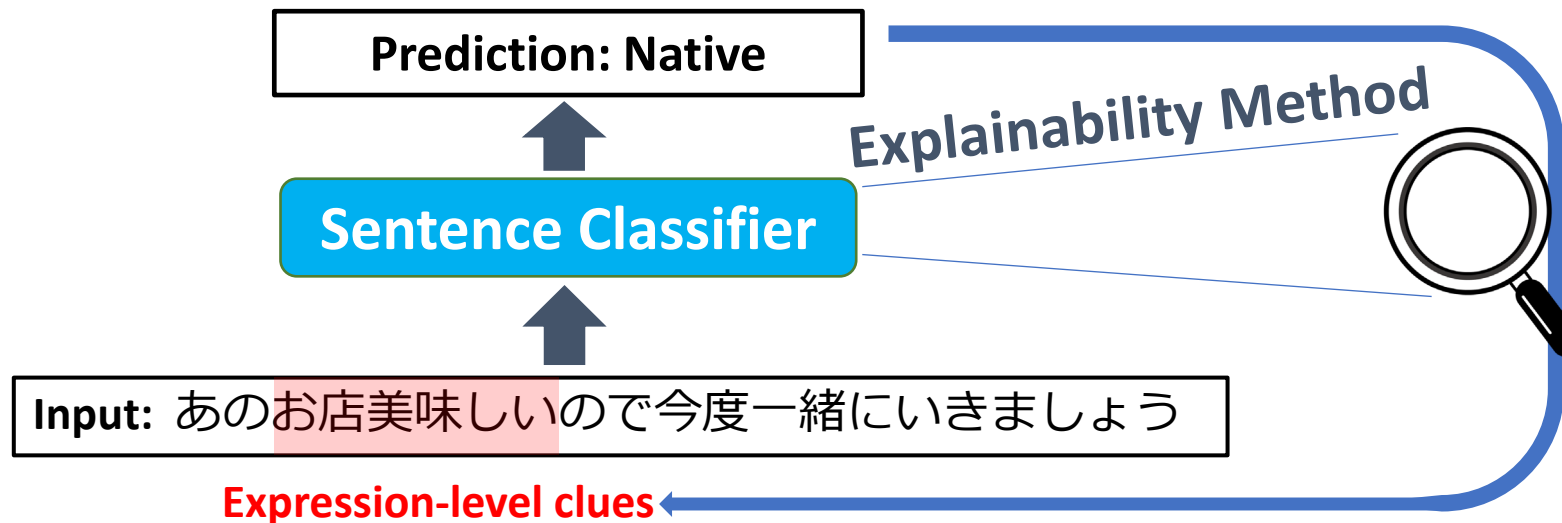 Prediction: Native
Explainability Method
Sentence Classifier
Input: あのお店美味しいので今度一緒にいきましょう
Expression-level clues